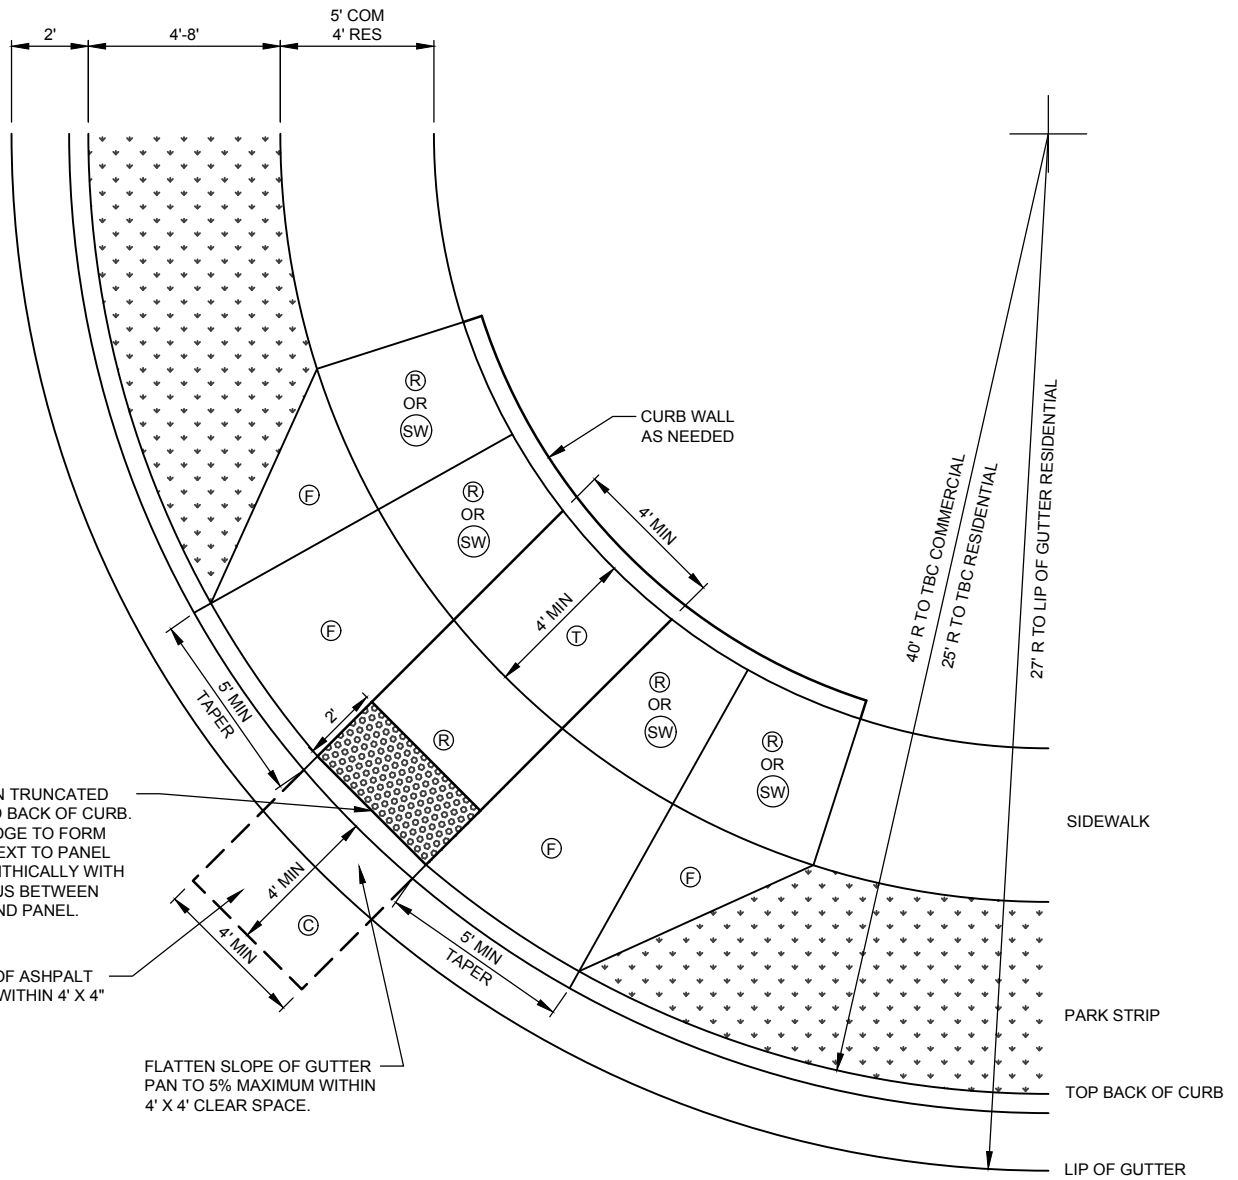 5' COM
2'
4'-8'
4' RES
R
OR
SW
CURB WALL
AS NEEDED
F
R
OR
SW
4' MIN
4' MIN
T
F
40' R TO TBC COMMERCIAL
25' R TO TBC RESIDENTIAL
27' R TO LIP OF GUTTER RESIDENTIAL
5' MIN
TAPER
2'
R
R
OR
SW
R
OR
SW
N TRUNCATED
O BACK OF CURB.
DGE TO FORM
EXT TO PANEL
ITHICALLY WITH
US BETWEEN
ND PANEL.
SIDEWALK
F
F
4' MIN
C
4' MIN
5' MIN
TAPER
OF ASHPALT
WITHIN 4' X 4"
PARK STRIP
FLATTEN SLOPE OF GUTTER
PAN TO 5% MAXIMUM WITHIN
4' X 4' CLEAR SPACE.
TOP BACK OF CURB
LIP OF GUTTER